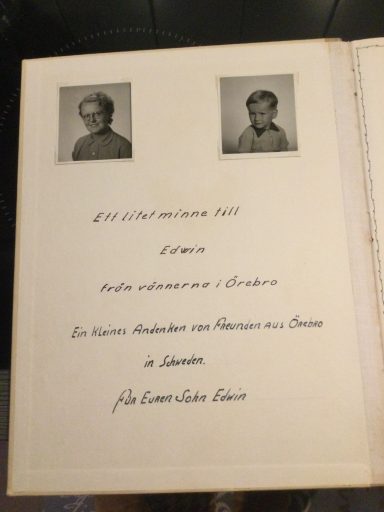 Ett litet minne till
Edwin
från vännerna i Örebro
Ein kleines Andenken von Freunden aus Örebro
in Schweden.
für Euren Sohn Edwin